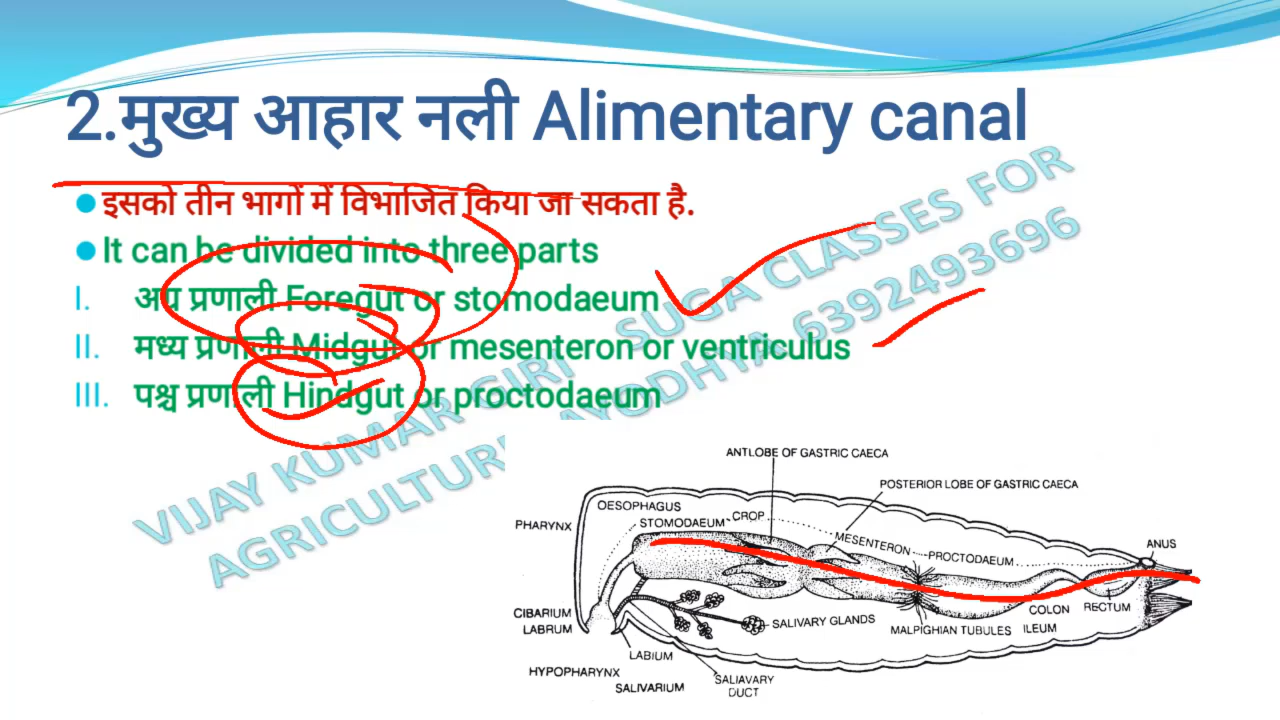 2.मुख्य आहार नली Alimentary canal
इसको तीन भागों में विभाजित किया जा सकता है.
It can be divided into three parts
I. अग्र प्रणाली Foregut or stomodaeum
II. मध्य प्रणाली Midgut or mesenteron or ventriculus
III. पश्च प्रणाली Hindgut or proctodaeum
VIJAY KUMAR GIRI SUGA CLASSES FOR
AGRICULTURE AYODHYA 6392493696
ANTLOBE OF GASTRIC CAECA
POSTERIOR LOBE OF GASTRIC CAECA
OESOPHAGUS
PHARYNX
STOMODAEUM
CROP
MESENTERON
PROCTODAEUM
ANUS
CIBARIUM
LABRUM
SALIVARY GLANDS
MALPIGHIAN TUBULES
ILEUM
COLON
RECTUM
LABIUM
HYPOPHARYNX
SALIVARIUM
SALIAVARY
DUCT